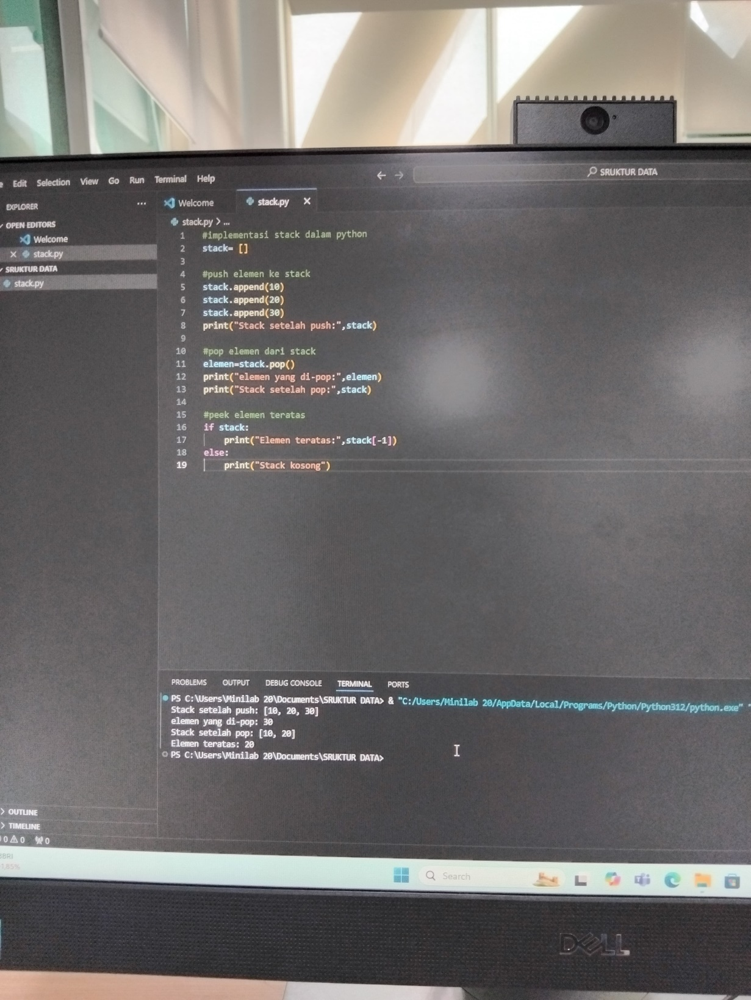 Edit Selection View Go Run Terminal Help
SRUKTUR DATA
EXPLORER ...
Welcome
stack.py
OPEN EDITORS
Welcome
stack.py
SRUKTUR DATA
stack.py
stack.py > ...
1 #implementasi stack dalam python
2 stack= []
3
4 #push elemen ke stack
5 stack.append(10)
6 stack.append(20)
7 stack.append(30)
8 print("Stack setelah push:",stack)
9
10 #pop elemen dari stack
11 elemen=stack.pop()
12 print("elemen yang di-pop:",elemen)
13 print("Stack setelah pop:",stack)
14
15 #peek elemen teratas
16 if stack:
17 print("Elemen teratas:",stack[-1])
18 else:
19 print("Stack kosong")
PROBLEMS OUTPUT DEBUG CONSOLE TERMINAL PORTS
PS C:\Users\Minilab 20\Documents\SRUKTUR DATA> & "C:/Users/Minilab 20/AppData/Local/Programs/Python/Python312/python.exe" "
Stack setelah push: [10, 20, 30]
elemen yang di-pop: 30
Stack setelah pop: [10, 20]
Elemen teratas: 20
PS C:\Users\Minilab 20\Documents\SRUKTUR DATA>
OUTLINE
TIMELINE
0 0 0
BBRI
-1,85%
Search
DELL